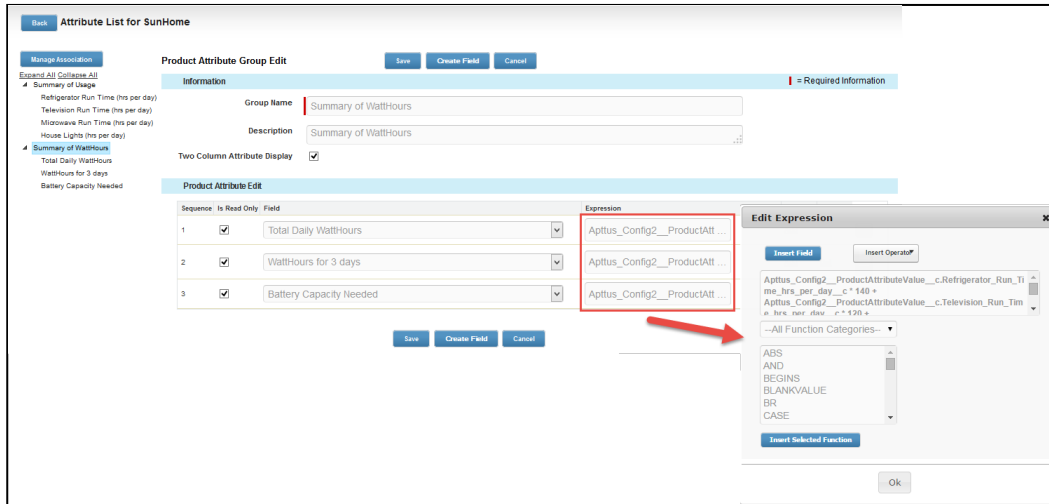 Back Attribute List for SunHome
Manage Association
Expand All Collapse All
Summary of Usage
Refrigerator Run Time (hrs per day)
Television Run Time (hrs per day)
Microwave Run Time (hrs per day)
House Lights (hrs per day)
Summary of WattHours
Total Daily WattHours
WattHours for 3 days
Battery Capacity Needed
Product Attribute Group Edit Save Create Field Cancel
Information = Required Information
Group Name Summary of WattHours
Description Summary of WattHours
Two Column Attribute Display
Product Attribute Edit
Sequence Is Read Only Field Expression
1 Total Daily WattHours Apttus_Config2__ProductAtt ...
2 WattHours for 3 days Apttus_Config2__ProductAtt ...
3 Battery Capacity Needed Apttus_Config2__ProductAtt ...
Save Create Field Cancel
Edit Expression x
Insert Field Insert Operator
Apttus_Config2__ProductAttributeValue__c.Refrigerator_Run_Ti
me_hrs_per_day__c * 140 +
Apttus_Config2__ProductAttributeValue__c.Television_Run_Tim
e_hrs_per_day__c * 120 +
--All Function Categories--
ABS
AND
BEGINS
BLANKVALUE
BR
CASE
Insert Selected Function
Ok